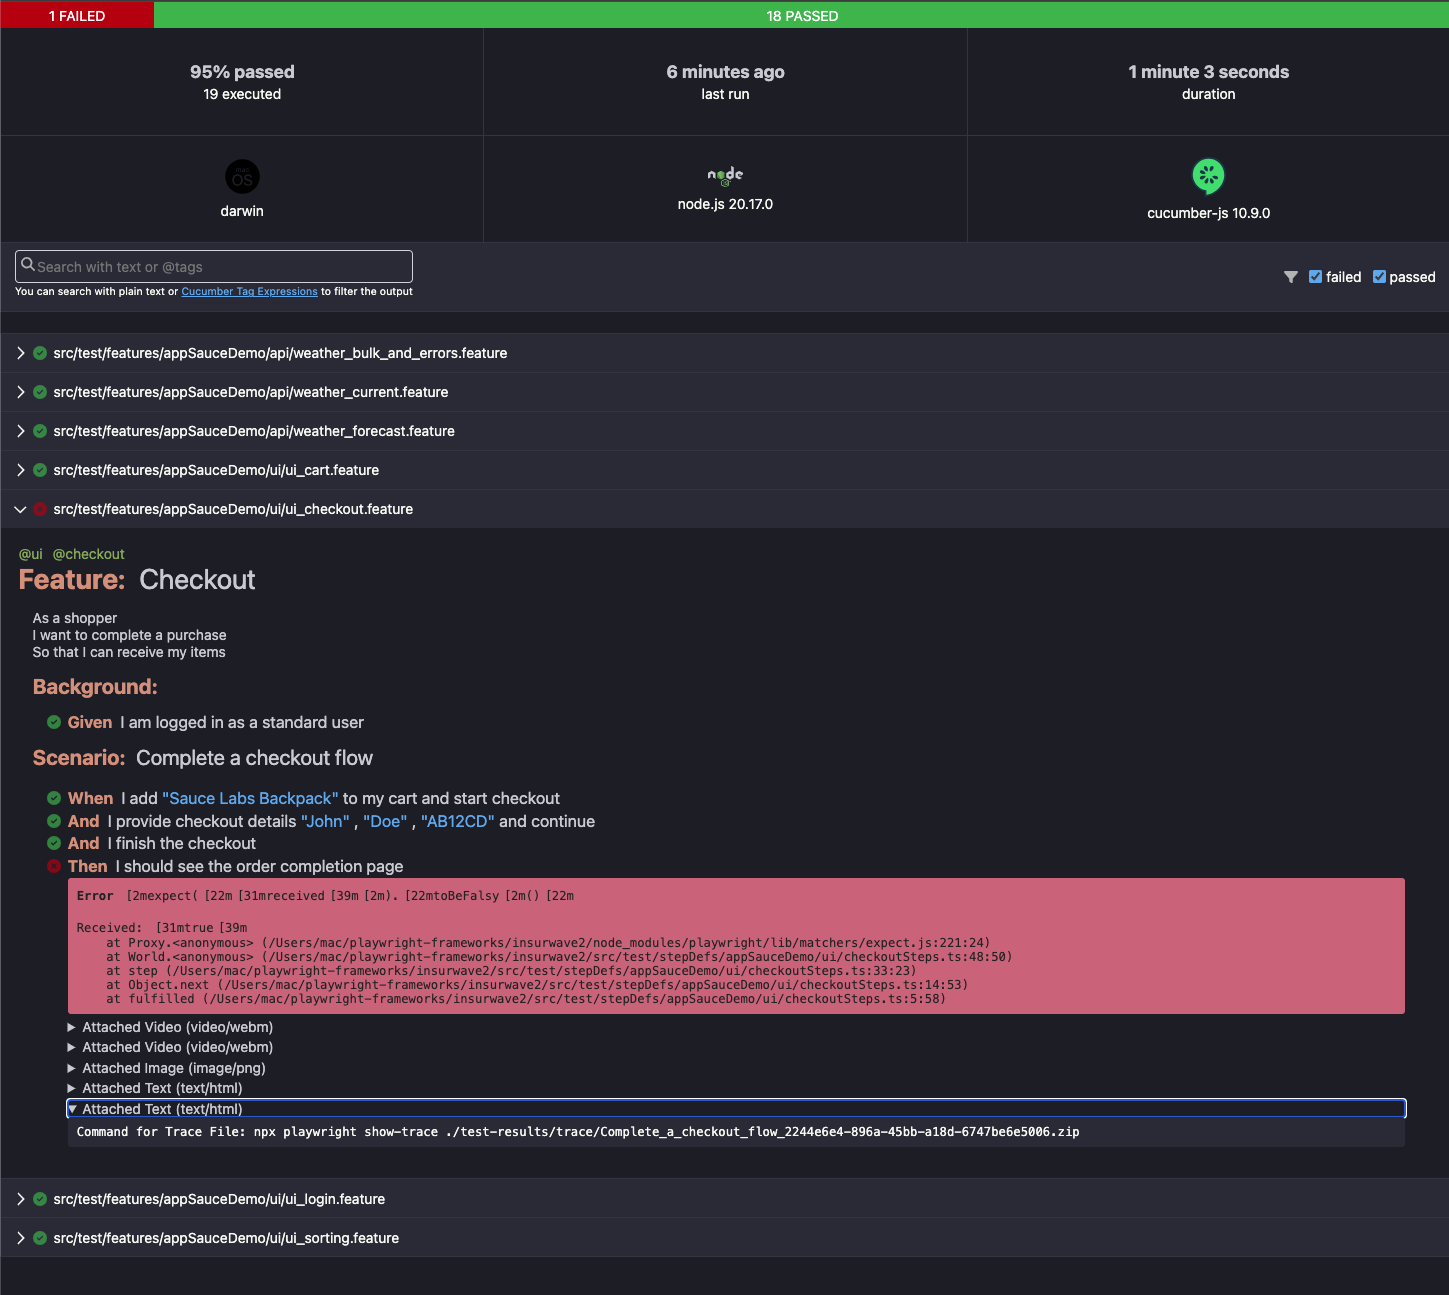 1 FAILED
18 PASSED
95% passed
19 executed
6 minutes ago
last run
1 minute 3 seconds
duration
mac
OS
darwin
node
JS
node.js 20.17.0
cucumber-js 10.9.0
Search with text or @tags
You can search with plain text or Cucumber Tag Expressions to filter the output
failed
passed
src/test/features/appSauceDemo/api/weather_bulk_and_errors.feature
src/test/features/appSauceDemo/api/weather_current.feature
src/test/features/appSauceDemo/api/weather_forecast.feature
src/test/features/appSauceDemo/ui/ui_cart.feature
src/test/features/appSauceDemo/ui/ui_checkout.feature
@ui @checkout
Feature: Checkout
As a shopper
I want to complete a purchase
So that I can receive my items
Background:
Given I am logged in as a standard user
Scenario: Complete a checkout flow
When I add "Sauce Labs Backpack" to my cart and start checkout
And I provide checkout details "John" , "Doe" , "AB12CD" and continue
And I finish the checkout
Then I should see the order completion page
Error [2mexpect( [22m [31mreceived [39m [2m). [22mtoBeFalsy [2m() [22m
Received: [31mtrue [39m
at Proxy.<anonymous> (/Users/mac/playwright-frameworks/insurwave2/node_modules/playwright/lib/matchers/expect.js:221:24)
at World.<anonymous> (/Users/mac/playwright-frameworks/insurwave2/src/test/stepDefs/appSauceDemo/ui/checkoutSteps.ts:48:50)
at step (/Users/mac/playwright-frameworks/insurwave2/src/test/stepDefs/appSauceDemo/ui/checkoutSteps.ts:33:23)
at Object.next (/Users/mac/playwright-frameworks/insurwave2/src/test/stepDefs/appSauceDemo/ui/checkoutSteps.ts:14:53)
at fulfilled (/Users/mac/playwright-frameworks/insurwave2/src/test/stepDefs/appSauceDemo/ui/checkoutSteps.ts:5:58)
Attached Video (video/webm)
Attached Video (video/webm)
Attached Image (image/png)
Attached Text (text/html)
Attached Text (text/html)
Command for Trace File: npx playwright show-trace ./test-results/trace/Complete_a_checkout_flow_2244e6e4-896a-45bb-a18d-6747be6e5006.zip
src/test/features/appSauceDemo/ui/ui_login.feature
src/test/features/appSauceDemo/ui/ui_sorting.feature